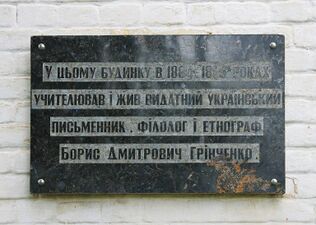 У ЦЬОМУ БУДИНКУ В РОКАХ
УЧИТЕЛЮВАВ І ЖИВ ВИДАТНИЙ УКРАЇНСЬКИЙ
ПИСЬМЕННИК, ФІЛОЛОГ І ЕТНОГРАФ
БОРИС ДМИТРОВИЧ ГРІНЧЕНКО.